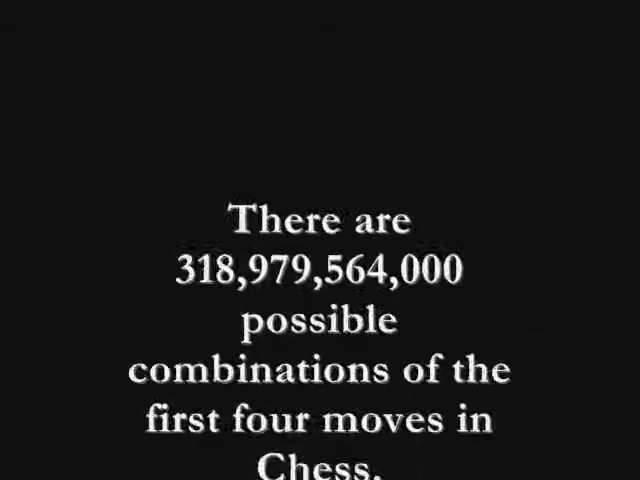 There are
318,979,564,000
possible
combinations of the
first four moves in
Chess.